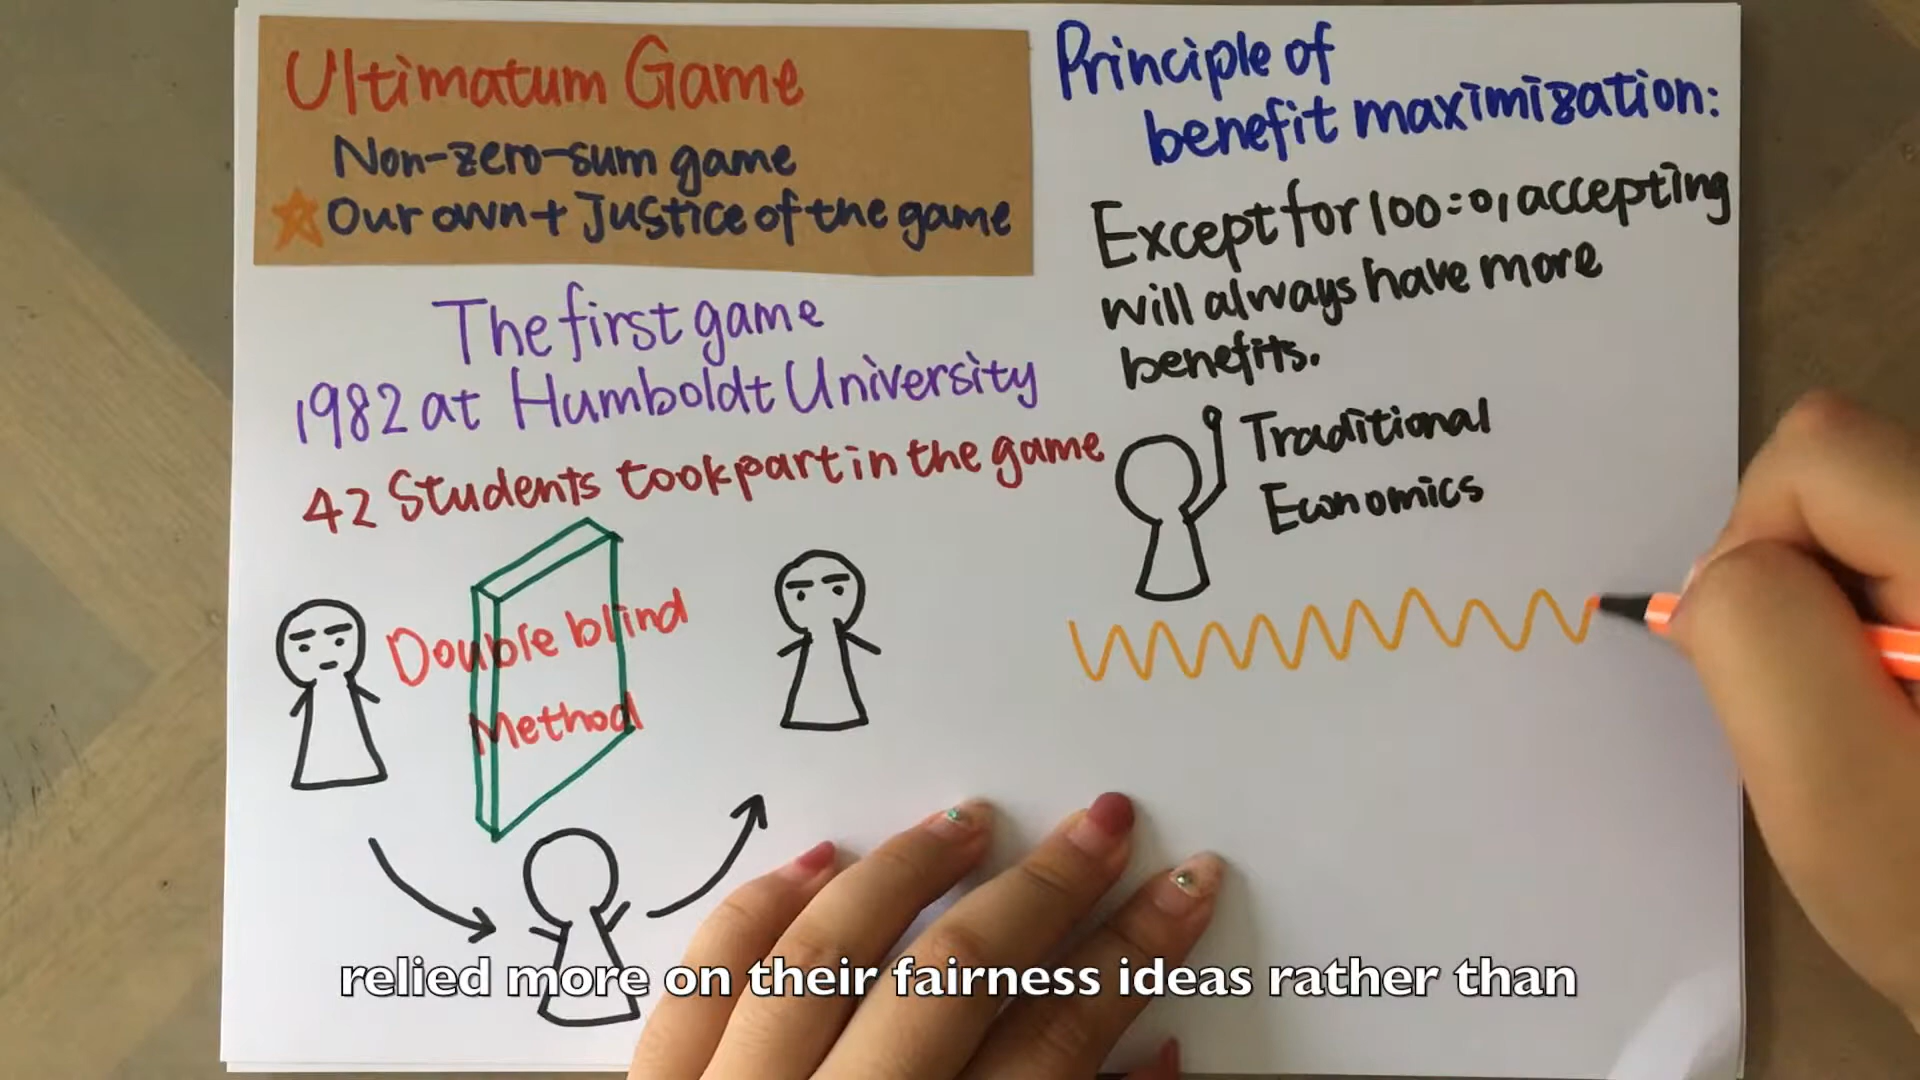 Ultimatum Game
Non-zero-sum game
Our own + Justice of the game
The first game
1982 at Humboldt University
42 Students took part in the game
Double blind
Method
Principle of
benefit maximization:
Except for 100:0, accepting
will always have more
benefits.
Traditional
Economics
relied more on their fairness ideas rather than